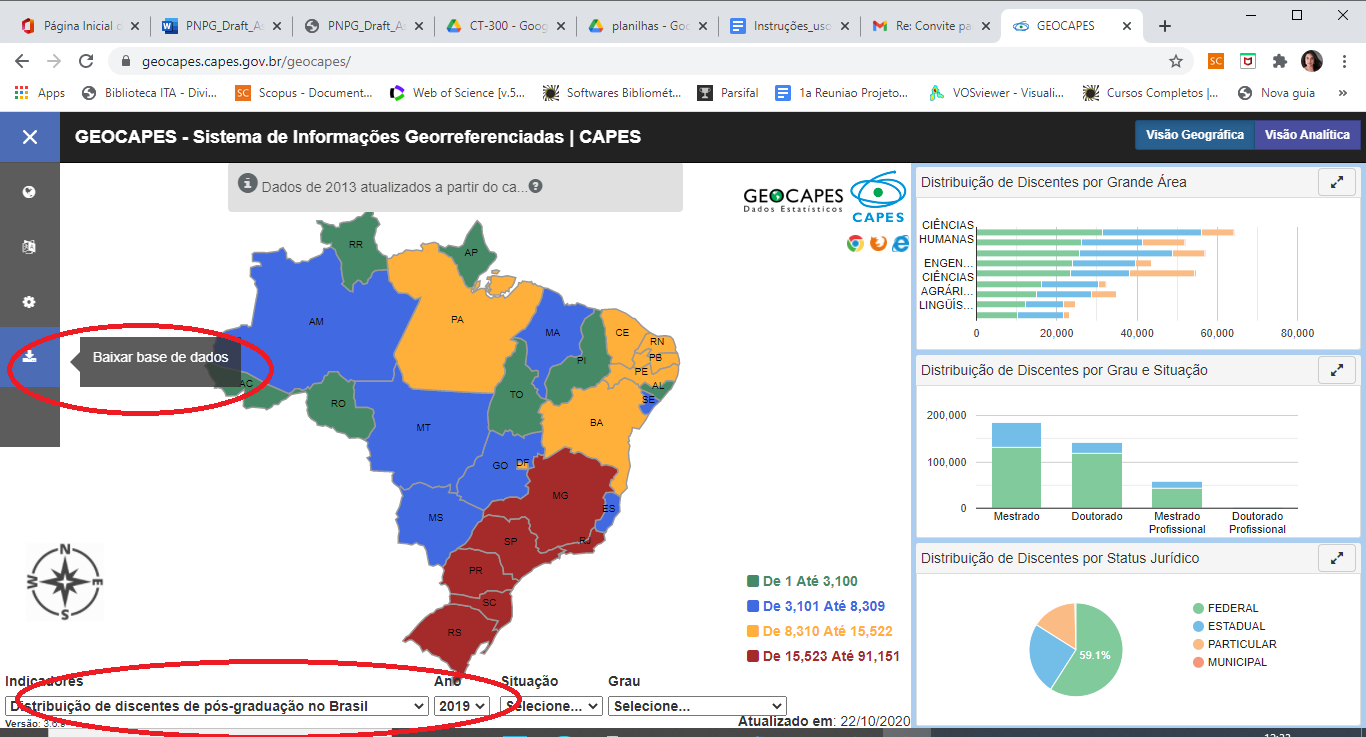 Página Inicial d
PNPG_Draft_As
PNPG_Draft_As
CT-300 - Goog
planilhas - Goo
Instruções_uso
Re: Convite pa
GEOCAPES
geocapes.capes.gov.br/geocapes/
SC
Apps
Biblioteca ITA - Divi...
SC
Scopus - Document...
Web of Science [v.5...
Softwares Bibliomét...
Parsifal
1a Reuniao Projeto...
VOSviewer - Visuali...
Cursos Completos |...
Nova guia
»
GEOCAPES - Sistema de Informações Georreferenciadas | CAPES
Visão Geográfica
Visão Analítica
Dados de 2013 atualizados a partir do ca...
GEOCAPES
Dados Estatísticos
CAPES
Baixar base de dados
RR
AP
AM
PA
MA
CE
RN
PB
PE
PI
AL
SE
AC
TO
RO
BA
MT
GO
DF
MG
ES
MS
SP
RJ
PR
SC
RS
N
W
E
S
De 1 Até 3,100
De 3,101 Até 8,309
De 8,310 Até 15,522
De 15,523 Até 91,151
Indicadores
Ano
Situação
Grau
Distribuição de discentes de pós-graduação no Brasil
2019
Selecione...
Selecione...
Atualizado em: 22/10/2020
Distribuição de Discentes por Grande Área
CIÊNCIAS
HUMANAS
ENGEN...
CIÊNCIAS
AGRÁRI...
LINGÜÍS...
0
20,000
40,000
60,000
80,000
Distribuição de Discentes por Grau e Situação
200,000
100,000
0
Mestrado
Doutorado
Mestrado
Profissional
Doutorado
Profissional
Distribuição de Discentes por Status Jurídico
59.1%
FEDERAL
ESTADUAL
PARTICULAR
MUNICIPAL